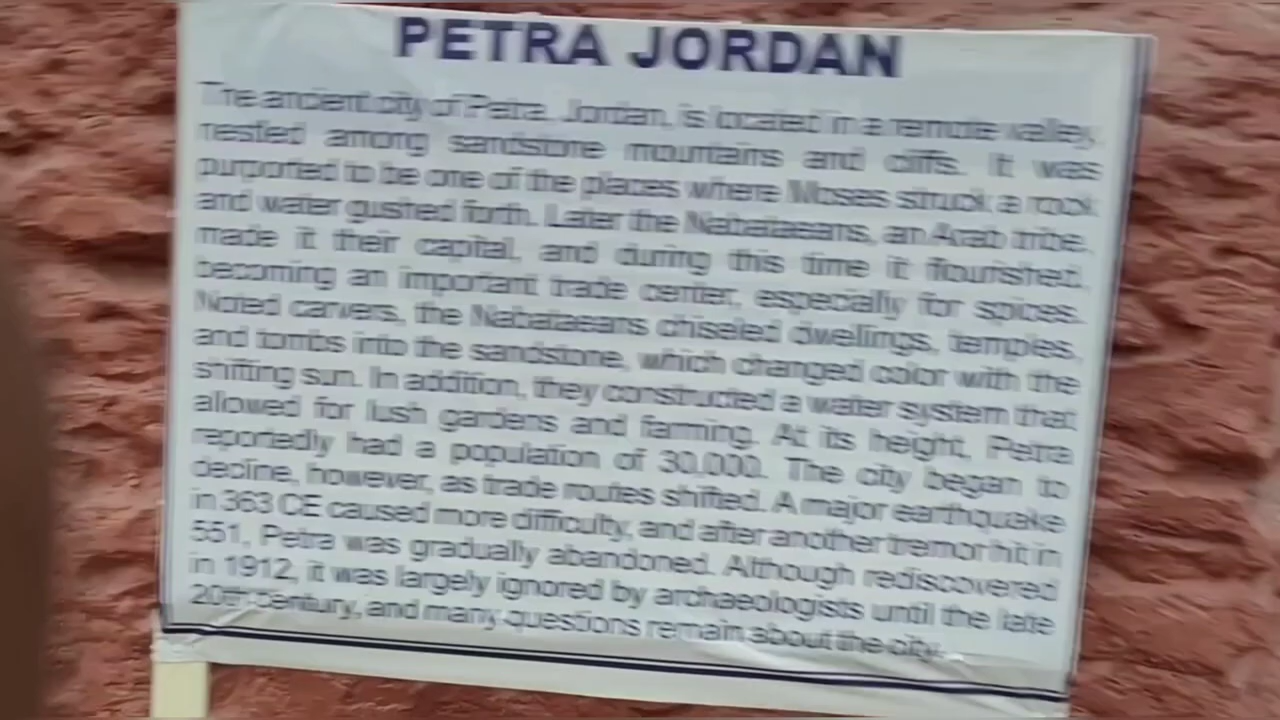 PETRA JORDAN
The ancient city of Petra, Jordan, is located in a remote valley,
nestled among sandstone mountains and cliffs. It was
purported to be one of the places where Moses struck a rock
and water gushed forth. Later the Nabataeans, an Arab tribe,
made it their capital, and during this time it flourished,
becoming an important trade center, especially for spices.
Noted carvers, the Nabataeans chiseled dwellings, temples,
and tombs into the sandstone, which changed color with the
shifting sun. In addition, they constructed a water system that
allowed for lush gardens and farming. At its height, Petra
reportedly had a population of 30,000. The city began to
decline, however, as trade routes shifted. A major earthquake
in 363 CE caused more difficulty, and after another tremor hit in
551, Petra was gradually abandoned. Although rediscovered
in 1912, it was largely ignored by archaeologists until the late
20th century, and many questions remain about the city.